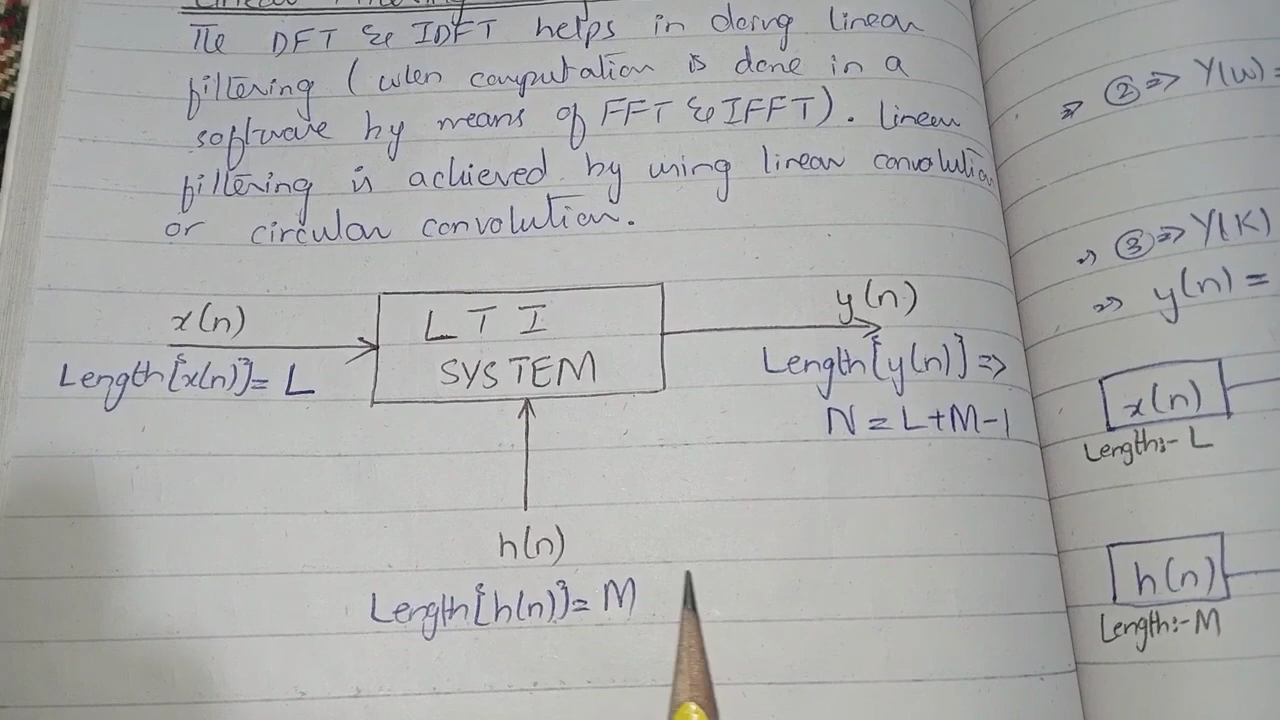 The DFT & IDFT helps in doing linear
filtering (when computation is done in a
software by means of FFT & IFFT). Linear
filtering is achieved by using linear convolution
or circular convolution.
x(n)
Length[{x(n)}] = L
LTI
SYSTEM
y(n)
Length[{y(n)}] =>
N = L+M-1
h(n)
Length[{h(n)}] = M
=> ② => Y(ω) =
=> ③ => Y(K)
=> y(n) =
x(n)
Length:- L
h(n)
Length:- M